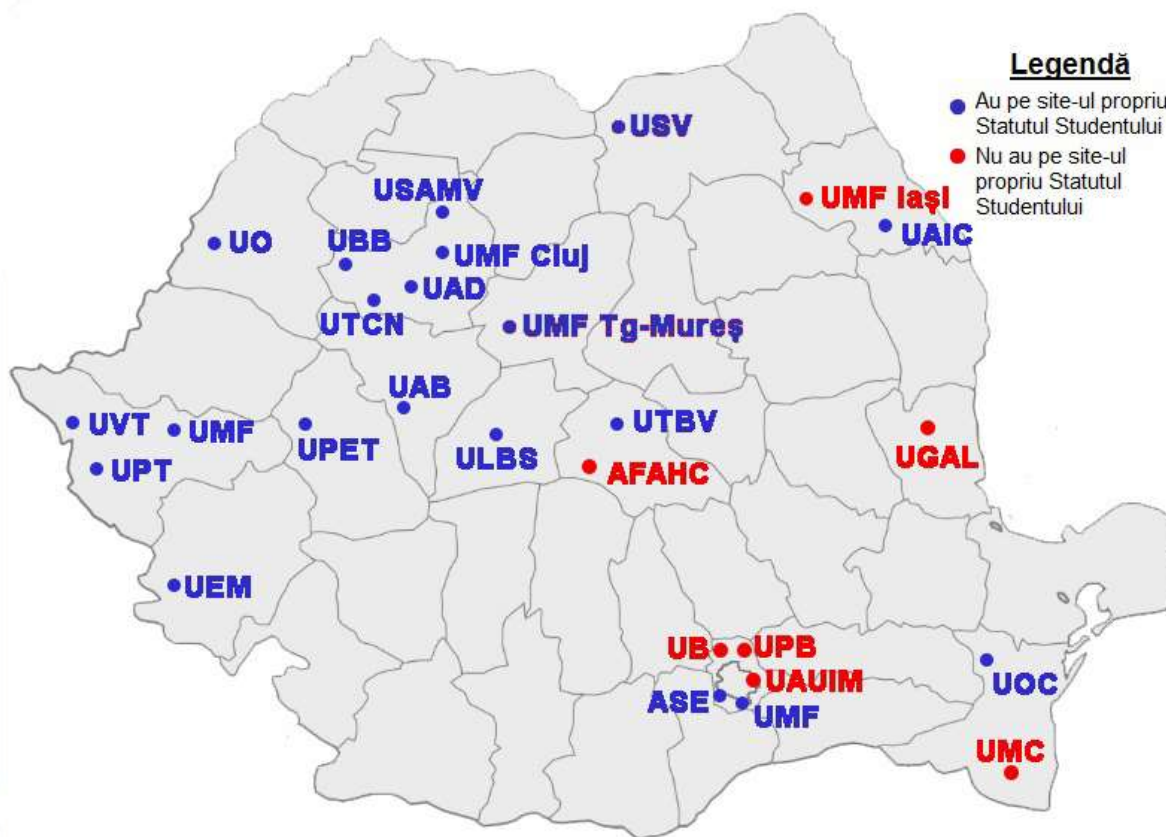 Legendă
Au pe site-ul propriu
Statutul Studentului
Nu au pe site-ul
propriu Statutul
Studentului
USV
USAMV
UMF Iași
UO
UBB
UMF Cluj
UAIC
UAD
UTCN
UMF Tg-Mureș
UAB
UVT
UMF
UPET
ULBS
UTBV
UGAL
UPT
AFAHC
UEM
UB
UPB
UAUIM
UOC
ASE
UMF
UMC